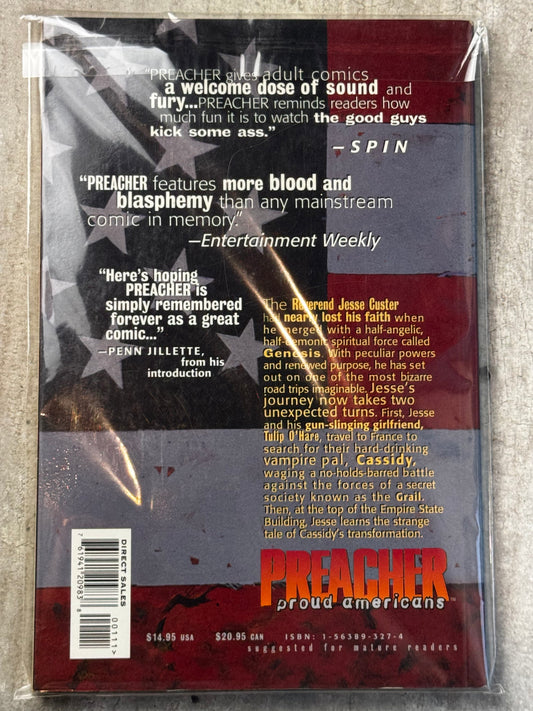 "PREACHER gives adult comics
a welcome dose of sound and
fury...PREACHER reminds readers how
much fun it is to watch the good guys
kick some ass."
—SPIN
"PREACHER features more blood and
blasphemy than any mainstream
comic in memory."
—Entertainment Weekly
"Here's hoping
PREACHER is
simply remembered
forever as a great
comic..."
—PENN JILLETTE,
from his
introduction
The Reverend Jesse Custer
had nearly lost his faith when
he merged with a half-angelic,
half-demonic spiritual force called
Genesis. With peculiar powers
and renewed purpose, he has set
out on one of the most bizarre
road trips imaginable. Jesse's
journey now takes two
unexpected turns. First, Jesse
and his gun-slinging girlfriend,
Tulip O'Hare, travel to France to
search for their hard-drinking
vampire pal, Cassidy,
waging a no-holds-barred battle
against the forces of a secret
society known as the Grail.
Then, at the top of the Empire State
Building, Jesse learns the strange
tale of Cassidy's transformation.
PREACHER™
proud americans
DIRECT SALES
7 61941 20983 8
00111>
$14.95 USA $20.95 CAN ISBN: 1-56389-327-4
suggested for mature readers